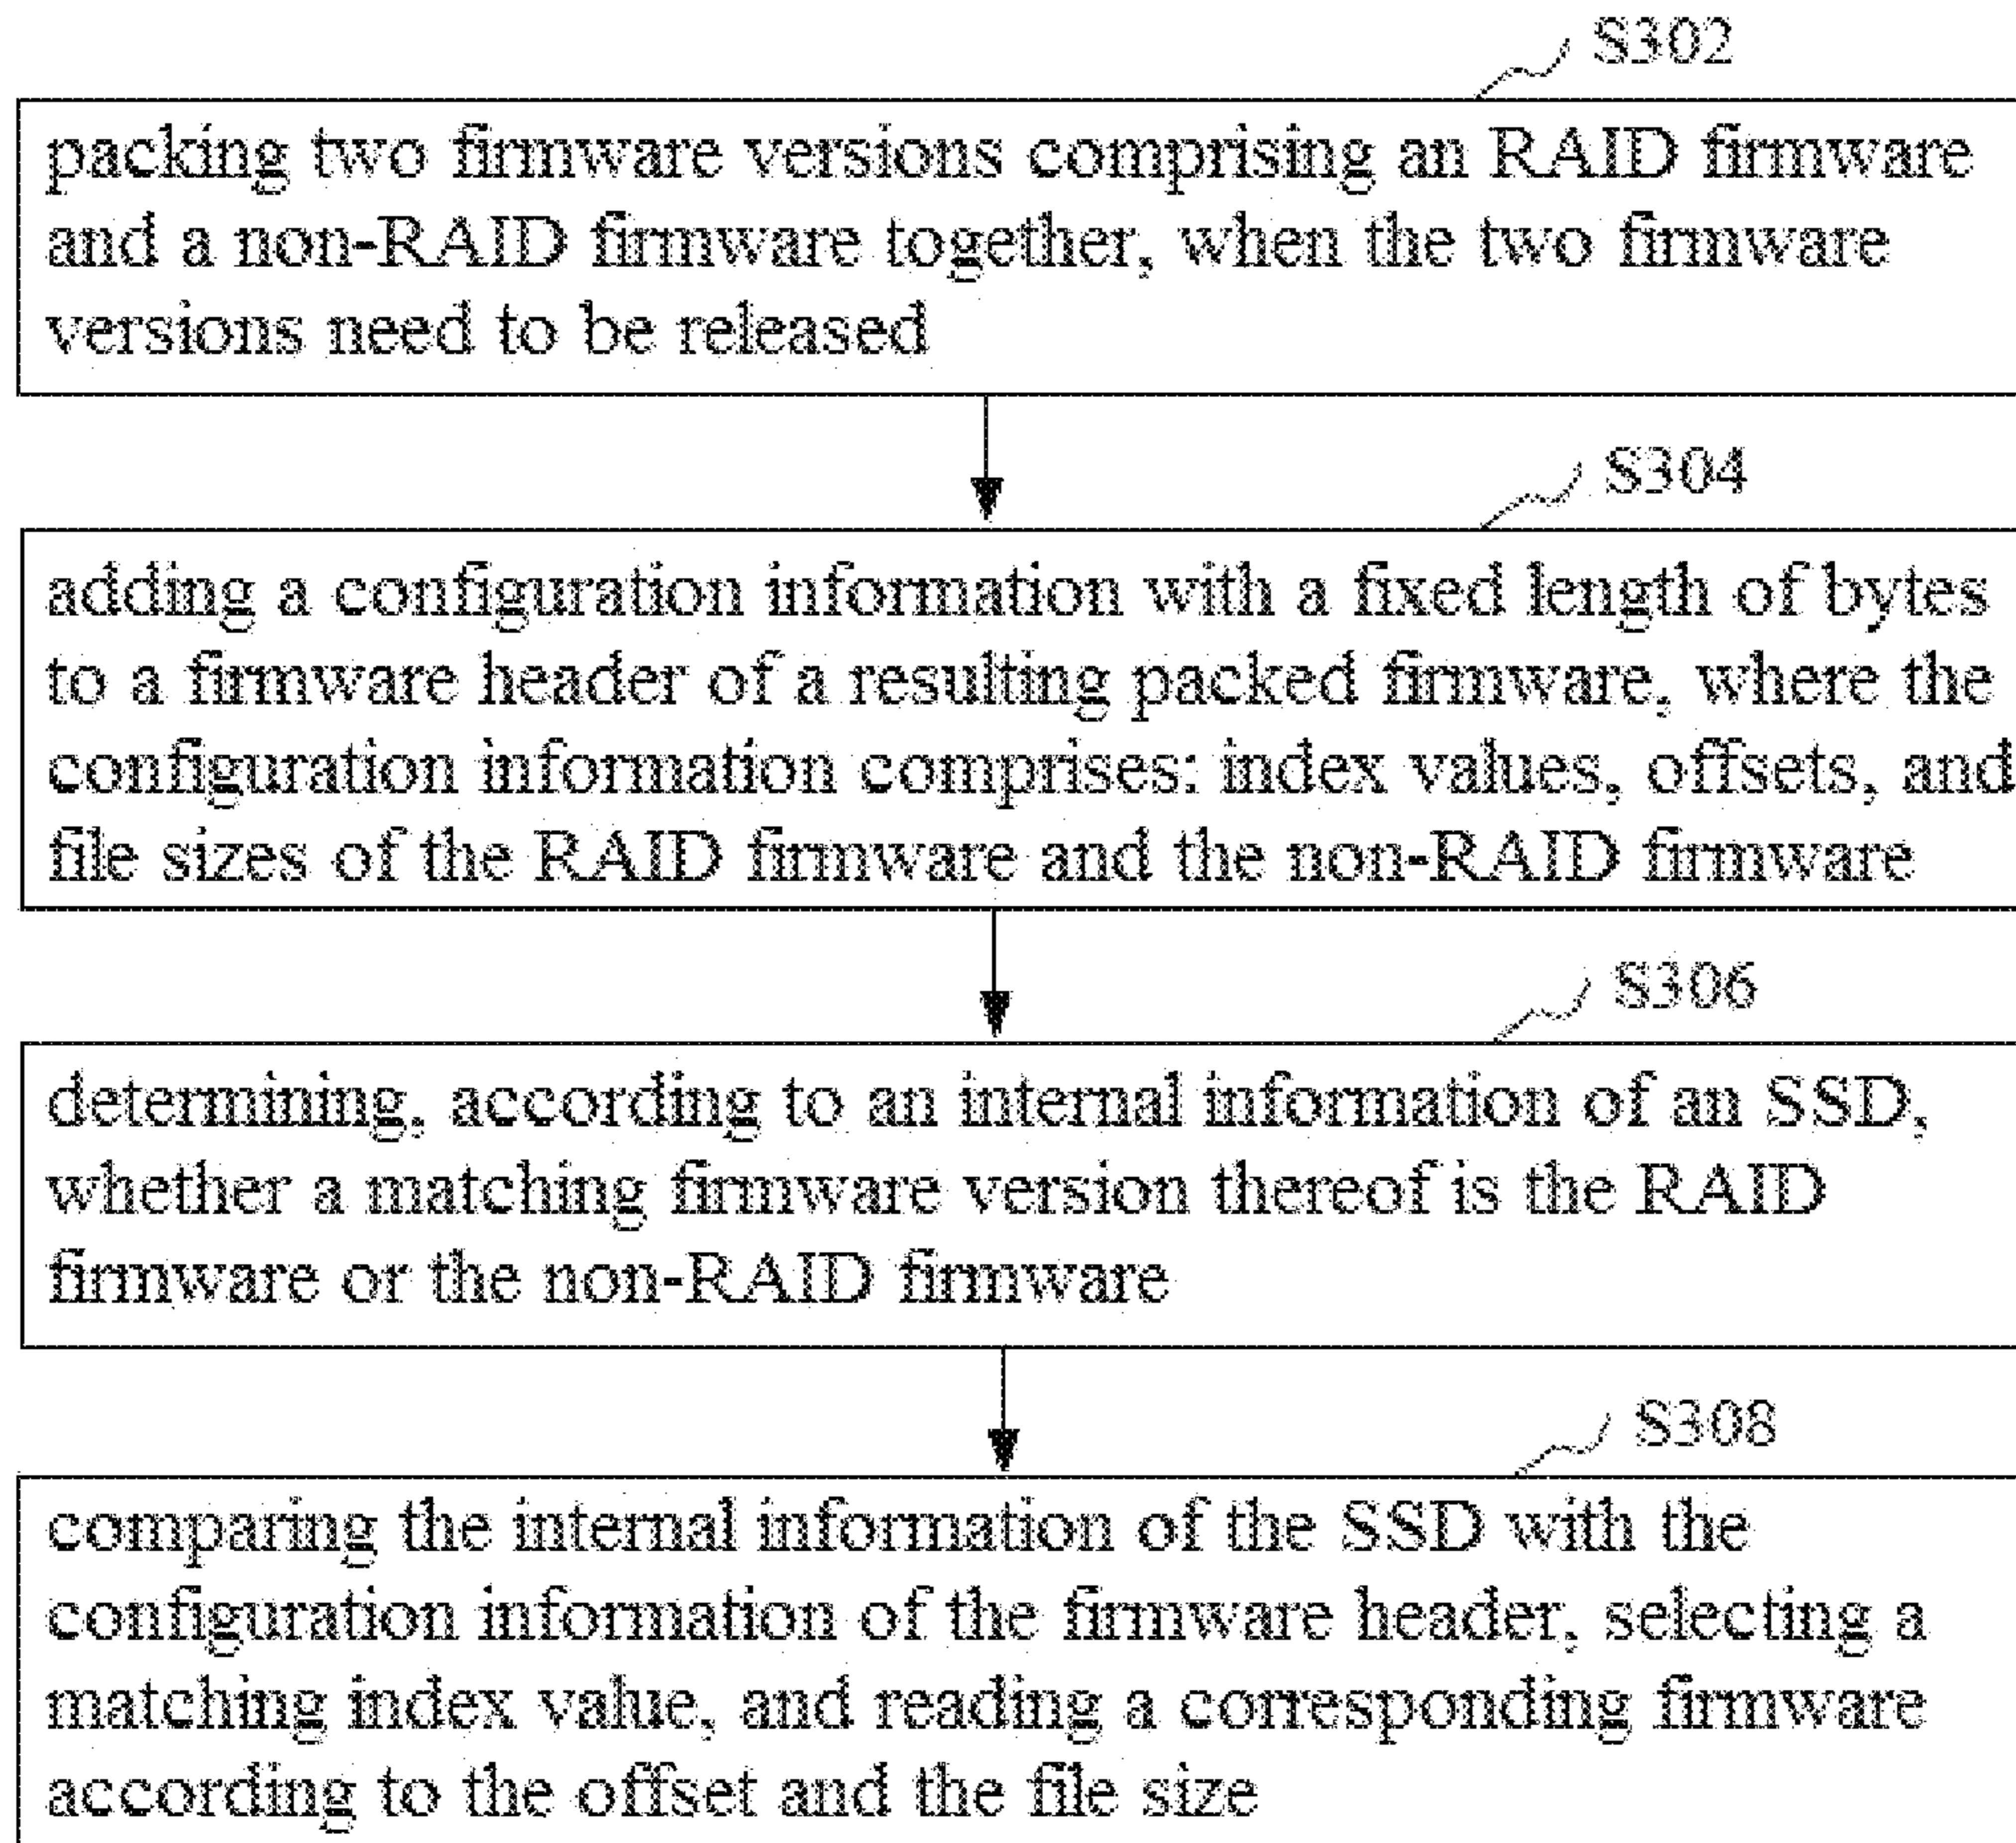 S302
packing two firmware versions comprising an RAID firmware
and a non-RAID firmware together, when the two firmware
versions need to be released
S304
adding a configuration information with a fixed length of bytes
to a firmware header of a resulting packed firmware, where the
configuration information comprises: index values, offsets, and
file sizes of the RAID firmware and the non-RAID firmware
S306
determining, according to an internal information of an SSD,
whether a matching firmware version thereof is the RAID
firmware or the non-RAID firmware
S308
comparing the internal information of the SSD with the
configuration information of the firmware header, selecting a
matching index value, and reading a corresponding firmware
according to the offset and the file size